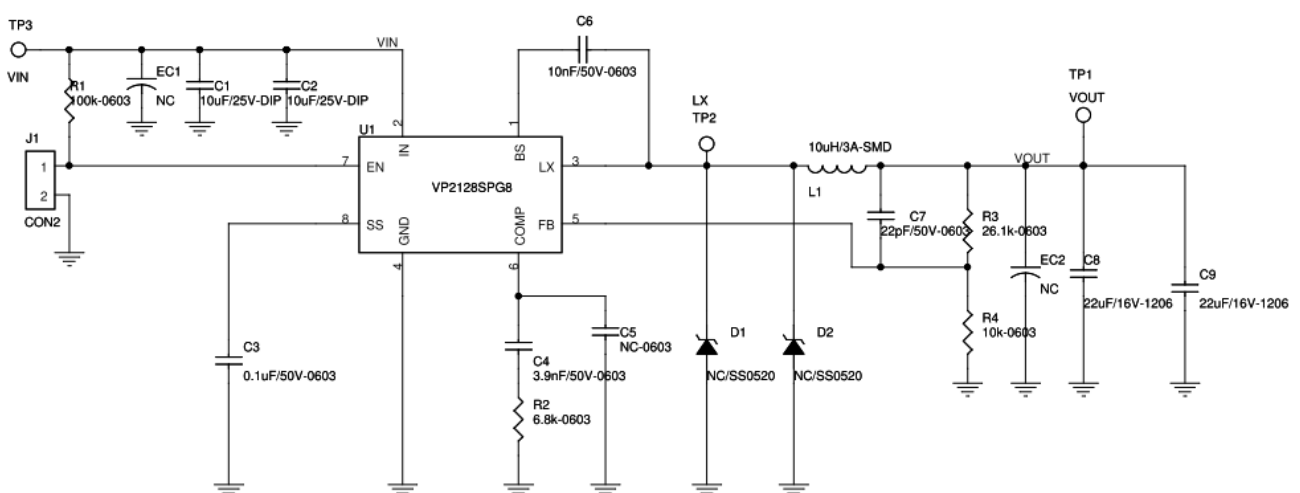 TP3
VIN
R1
100k-0603
EC1
NC
C1
10uF/25V-DIP
C2
10uF/25V-DIP
VIN
C6
10nF/50V-0603
J1
1
2
CON2
U1
2
1
7
EN
IN
BS
LX
3
VP2128SPG8
8
SS
GND
COMP
FB
5
4
6
LX
TP2
10uH/3A-SMD
L1
VOUT
TP1
VOUT
C7
22pF/50V-0603
R3
26.1k-0603
EC2
NC
C8
22uF/16V-1206
C9
22uF/16V-1206
R4
10k-0603
C3
0.1uF/50V-0603
C4
3.9nF/50V-0603
C5
NC-0603
R2
6.8k-0603
D1
NC/SS0520
D2
NC/SS0520